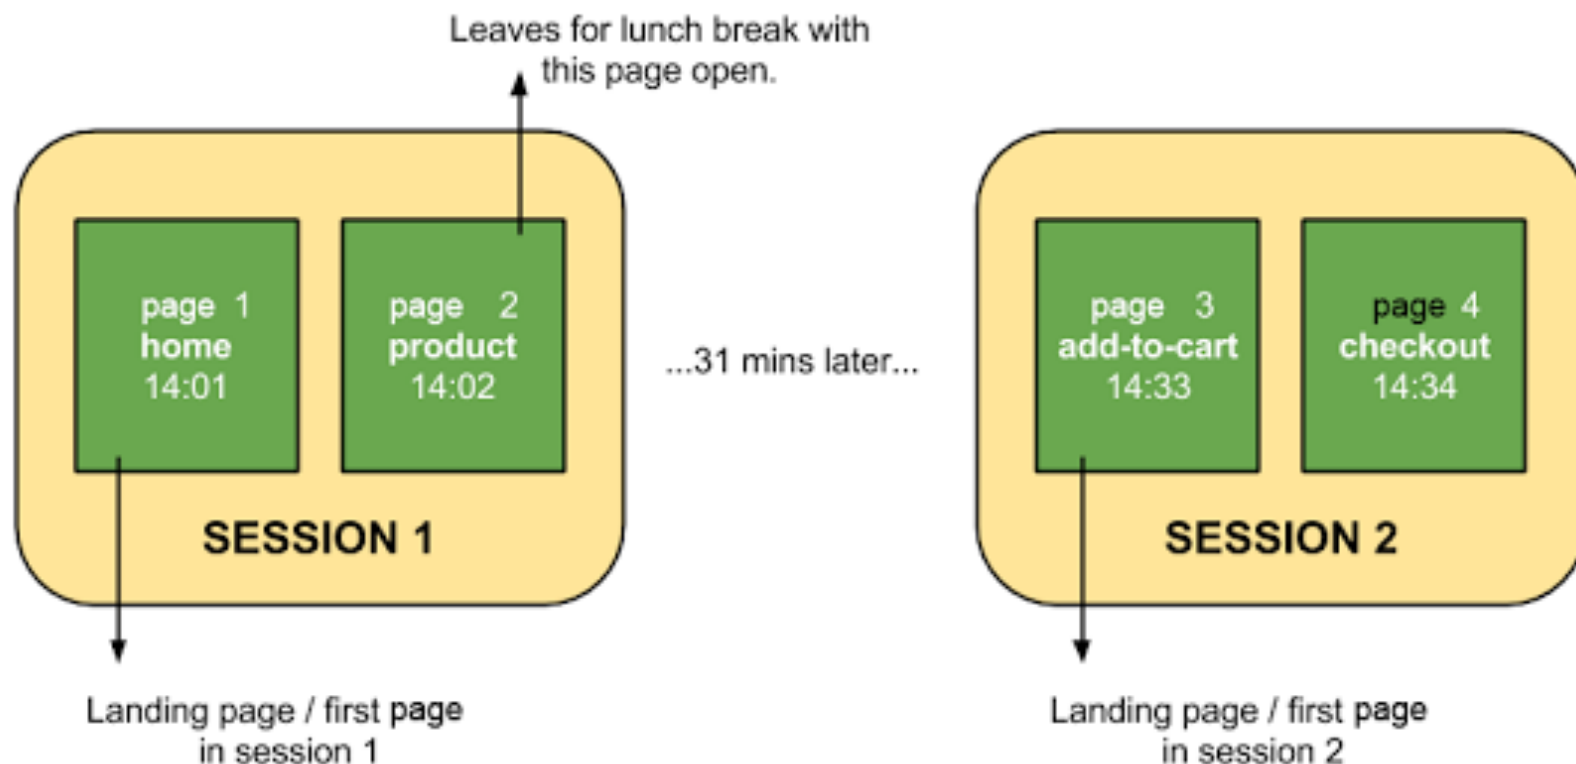 Leaves for lunch break with
this page open.
page 1
home
14:01
page 2
product
14:02
SESSION 1
...31 mins later...
page 3
add-to-cart
14:33
page 4
checkout
14:34
SESSION 2
Landing page / first page
in session 1
Landing page / first page
in session 2